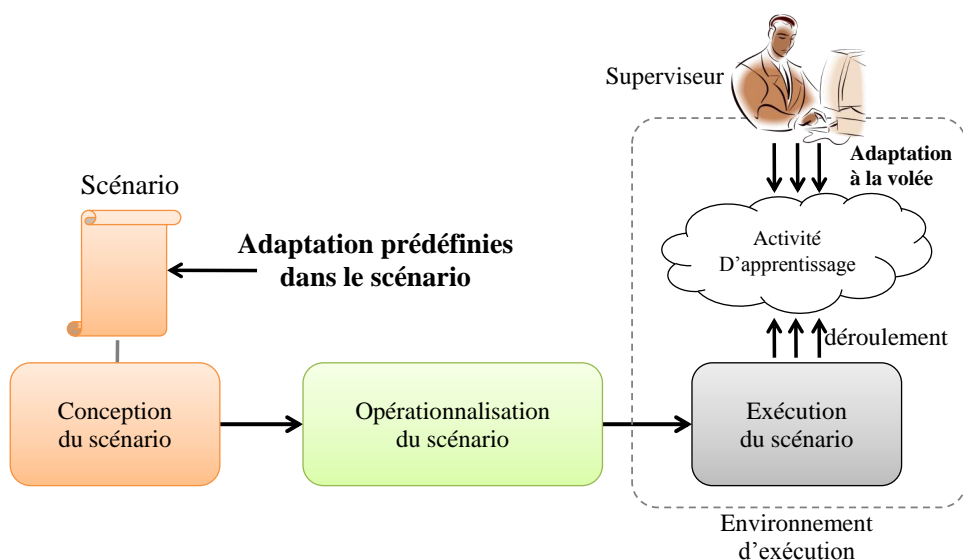 Superviseur
Adaptation
à la volée
Scénario
Adaptation prédéfinies
dans le scénario
Activité
D’apprentissage
déroulement
Conception
du scénario
Opérationnalisation
du scénario
Exécution
du scénario
Environnement
d’exécution